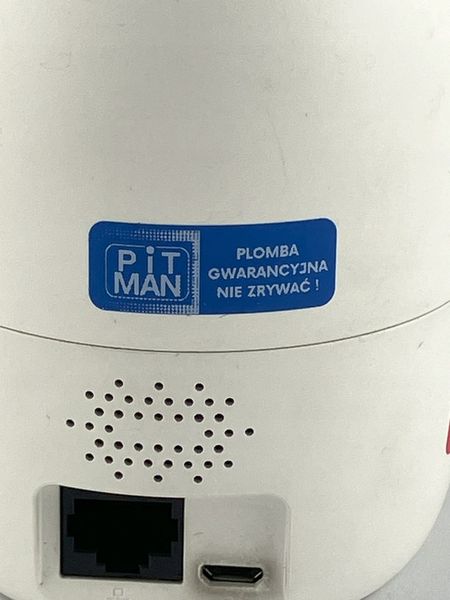 PiT
MAN
PLOMBA
GWARANCYJNA
NIE ZRYWAĆ !